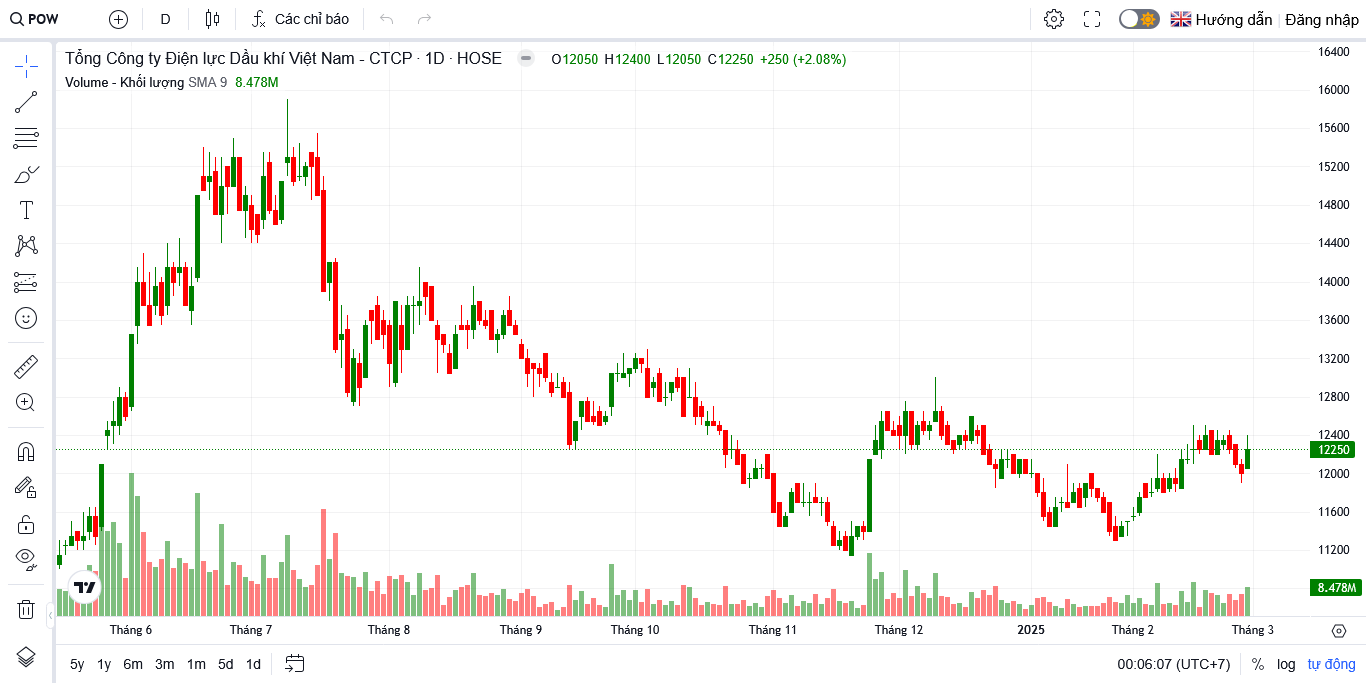 POW D Các chỉ báo Hướng dẫn Đăng nhập
Tổng Công ty Điện lực Dầu khí Việt Nam - CTCP · 1D · HOSE O12050 H12400 L12050 C12250 +250 (+2.08%)
Volume - Khối lượng SMA 9 8.478M
16400
16000
15600
15200
14800
14400
14000
13600
13200
12800
12400
12250
12000
11600
11200
8.478M
Tháng 6 Tháng 7 Tháng 8 Tháng 9 Tháng 10 Tháng 11 Tháng 12 2025 Tháng 2 Tháng 3
5y 1y 6m 3m 1m 5d 1d 00:06:07 (UTC+7) % log tự động